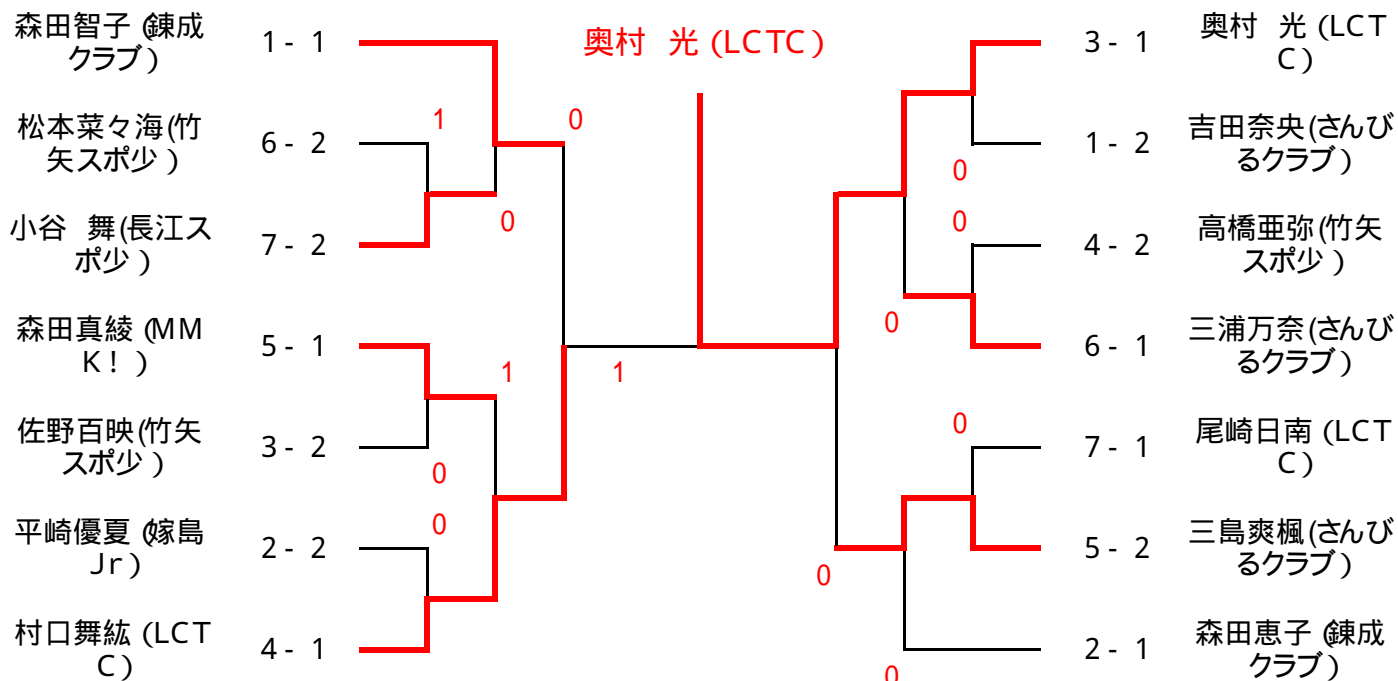 奥村 光 (LCTC)
森田智子 (錬成
クラブ)
1 - 1
松本菜々海(竹
矢スポ少)
6 - 2
小谷 舞(長江ス
ポ少)
7 - 2
森田真綾 (MM
K!)
5 - 1
佐野百映(竹矢
スポ少)
3 - 2
平崎優夏 (嫁島
Jr)
2 - 2
村口舞紘 (LCT
C)
4 - 1
1
0
0
1
0
0
1
3 - 1
奥村 光 (LCT
C)
1 - 2
吉田奈央(さんび
るクラブ)
4 - 2
高橋亜弥(竹矢
スポ少)
6 - 1
三浦万奈(さんび
るクラブ)
7 - 1
尾崎日南 (LCT
C)
5 - 2
三島爽楓(さんび
るクラブ)
2 - 1
森田恵子 (錬成
クラブ)
0
0
0
0
0
0